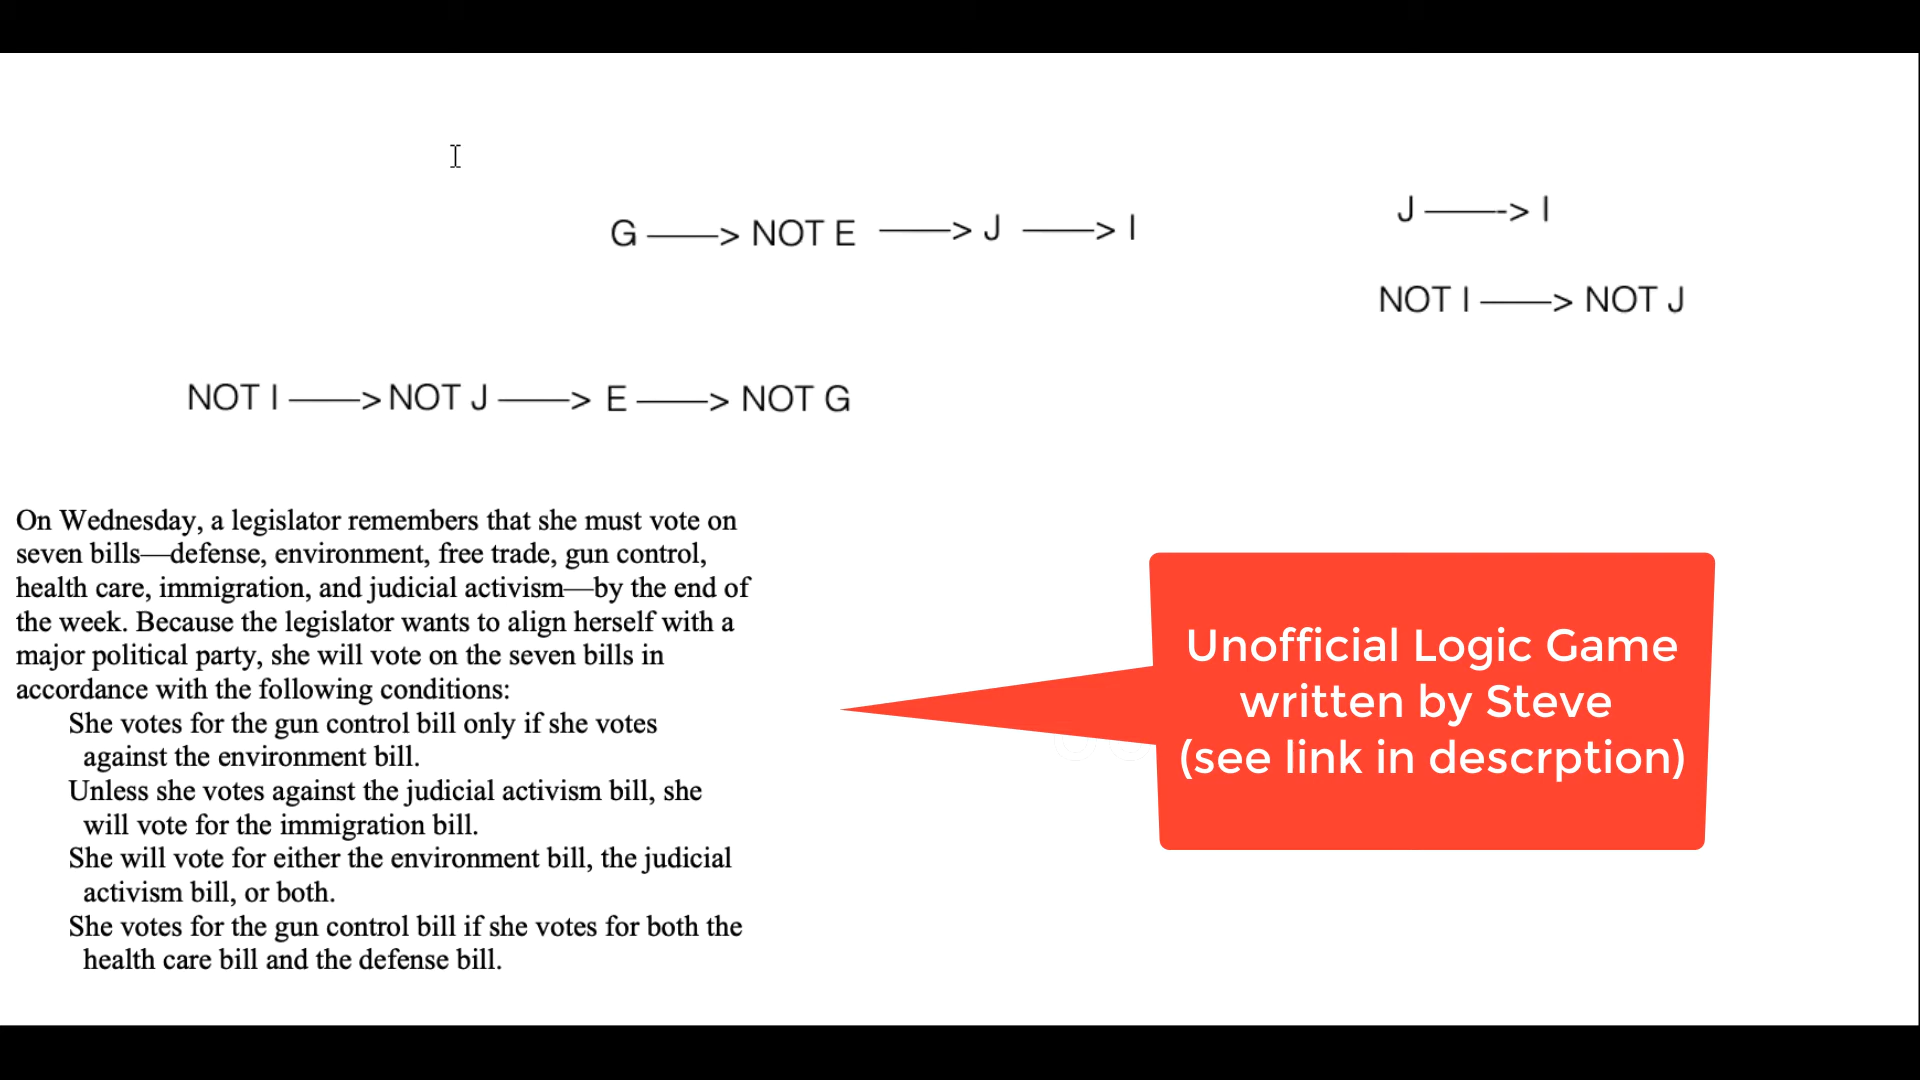 G ——> NOT E ——> J ——> I
J ——-> I
NOT I ——> NOT J
NOT I ——> NOT J ——> E ——> NOT G
On Wednesday, a legislator remembers that she must vote on
seven bills—defense, environment, free trade, gun control,
health care, immigration, and judicial activism—by the end of
the week. Because the legislator wants to align herself with a
major political party, she will vote on the seven bills in
accordance with the following conditions:
She votes for the gun control bill only if she votes
against the environment bill.
Unless she votes against the judicial activism bill, she
will vote for the immigration bill.
She will vote for either the environment bill, the judicial
activism bill, or both.
She votes for the gun control bill if she votes for both the
health care bill and the defense bill.
Unofficial Logic Game
written by Steve
(see link in descrption)